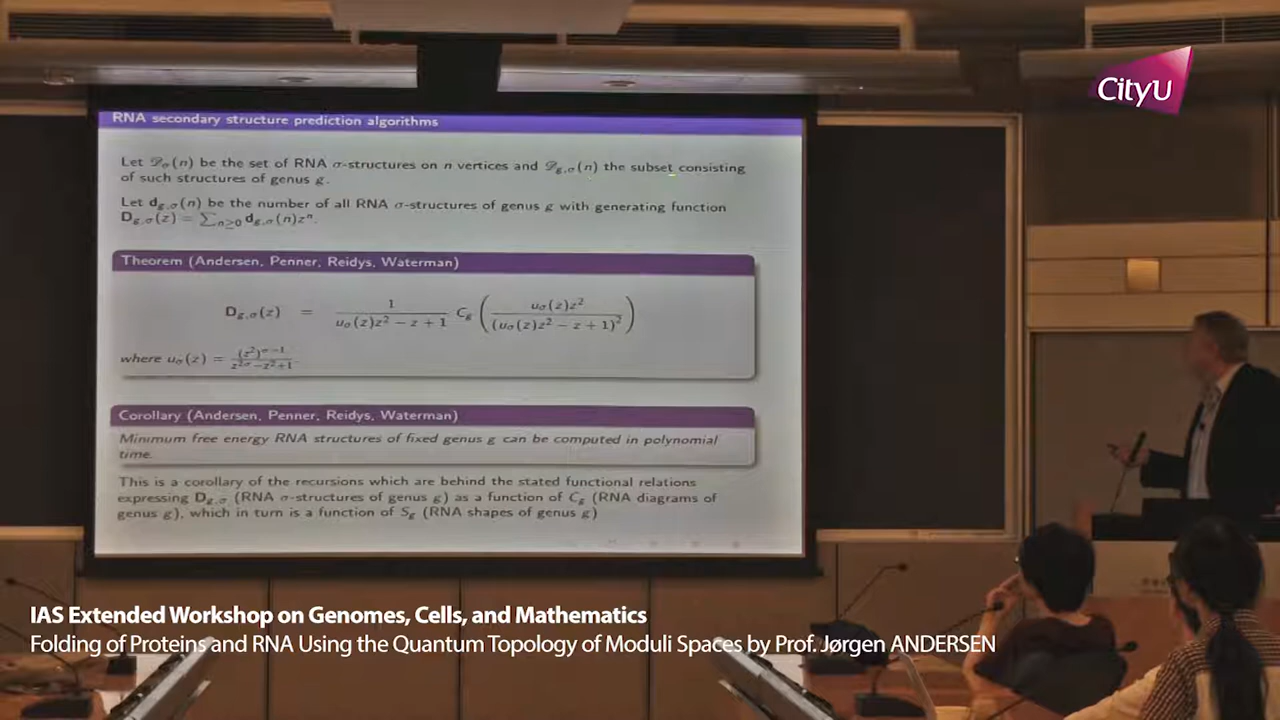 CityU
RNA secondary structure prediction algorithms
Let 𝒟σ(n) be the set of RNA σ-structures on n vertices and 𝒟g,σ(n) the subset consisting
of such structures of genus g.
Let dg,σ(n) be the number of all RNA σ-structures of genus g with generating function
Dg,σ(z) = ∑n≥0 dg,σ(n)zⁿ.
Theorem (Andersen, Penner, Reidys, Waterman)
Dg,σ(z) = 1/(uσ(z)z² − z + 1) Cg (uσ(z)z²/(uσ(z)z² − z + 1)²)
where uσ(z) = (z²)^(σ−1)/(z^(2σ) − z² + 1)
Corollary (Andersen, Penner, Reidys, Waterman)
Minimum free energy RNA structures of fixed genus g can be computed in polynomial
time.
This is a corollary of the recursions which are behind the stated functional relations
expressing Dg,σ (RNA σ-structures of genus g) as a function of Cg (RNA diagrams of
genus g), which in turn is a function of Sg (RNA shapes of genus g)
IAS Extended Workshop on Genomes, Cells, and Mathematics
Folding of Proteins and RNA Using the Quantum Topology of Moduli Spaces by Prof. Jørgen ANDERSEN